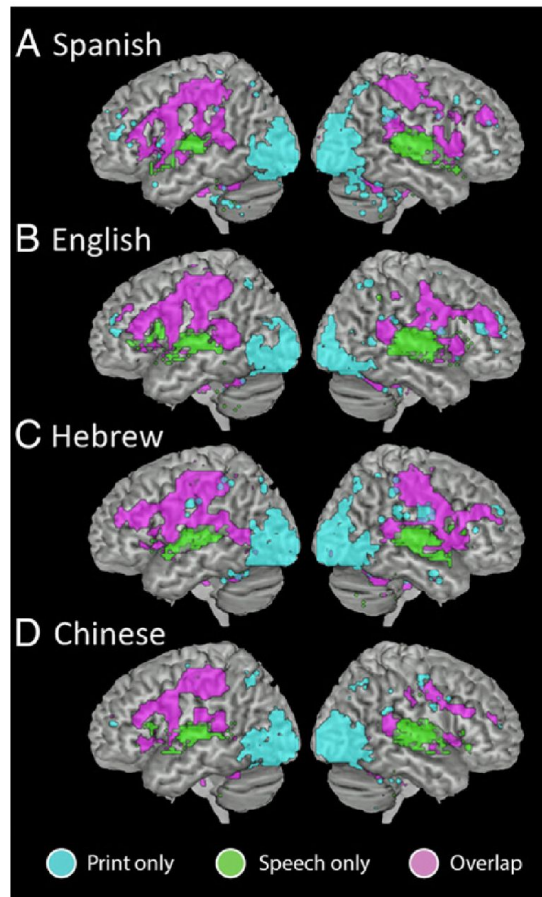 A Spanish
B English
C Hebrew
D Chinese
Print only Speech only Overlap